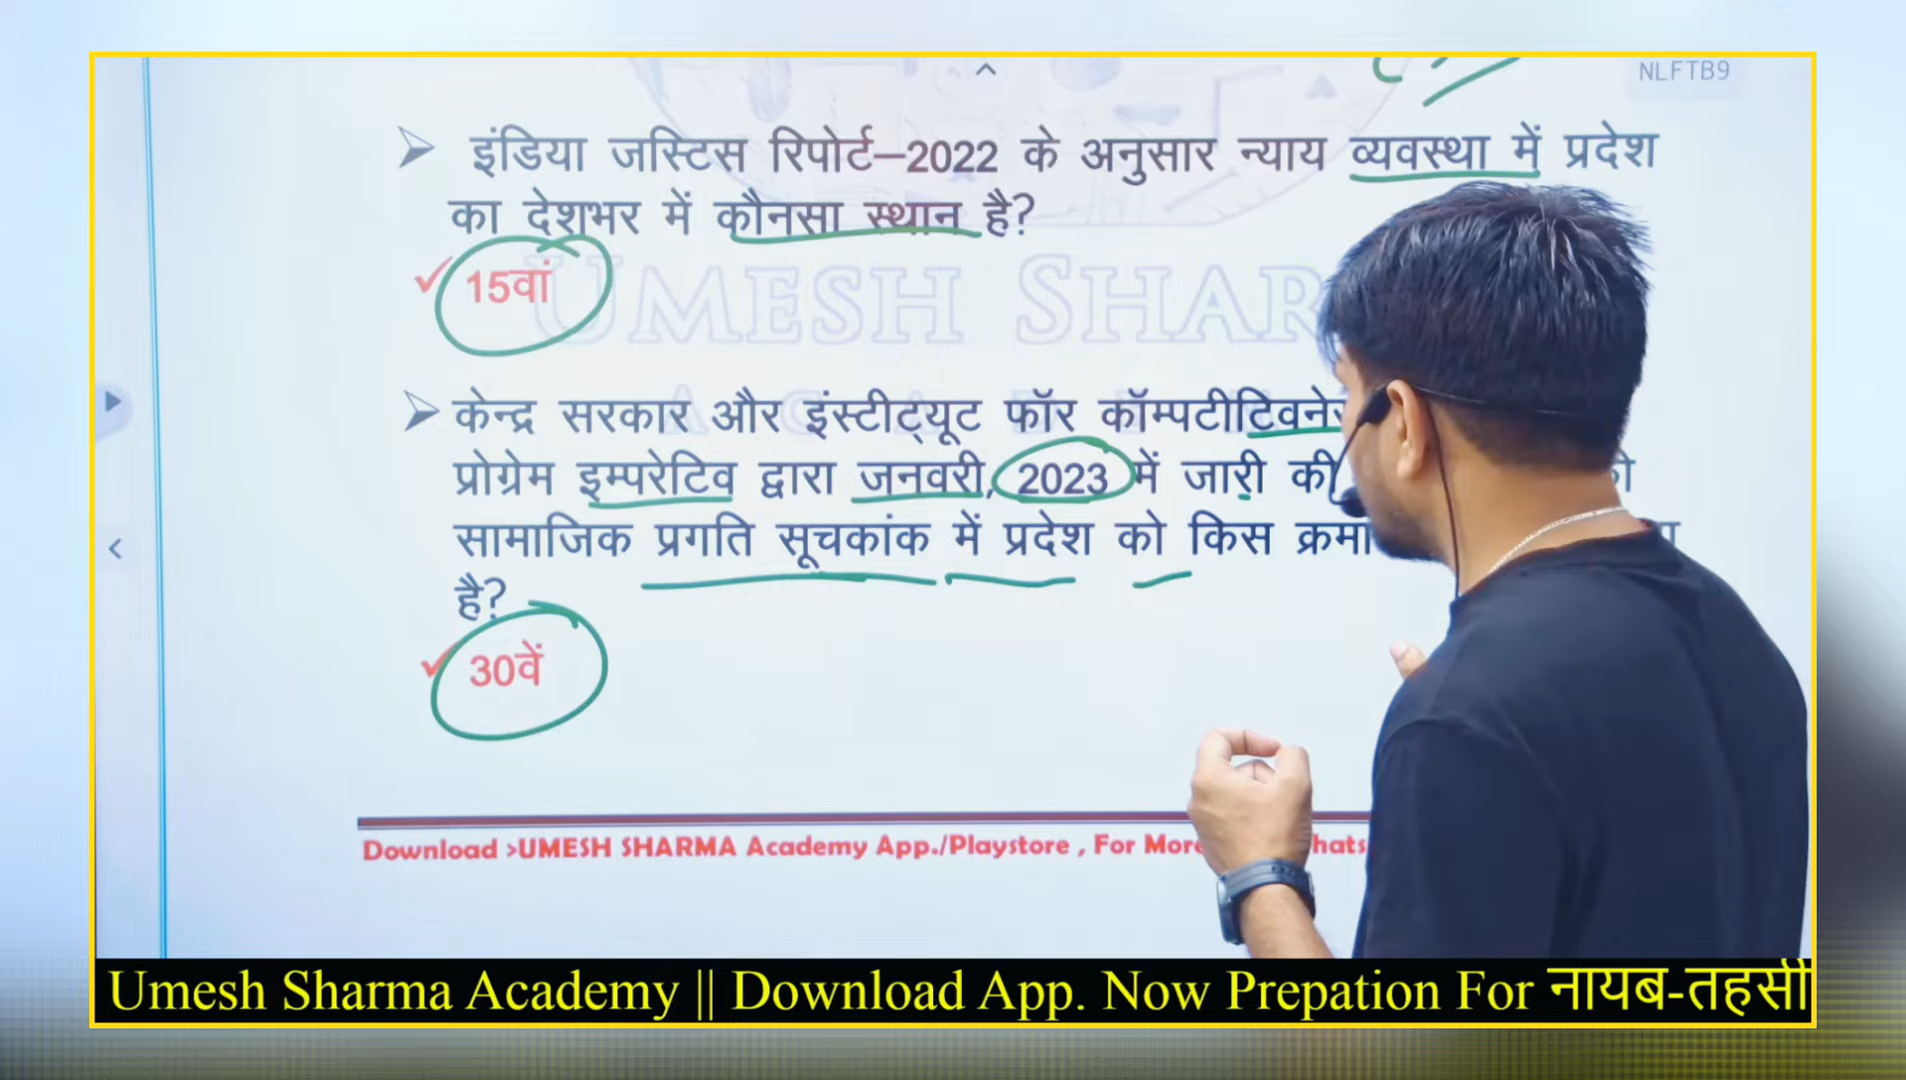 NLFTB9
➢ इंडिया जस्टिस रिपोर्ट–2022 के अनुसार न्याय व्यवस्था में प्रदेश
का देशभर में कौनसा स्थान है?
✓ 15वां
UMESH SHAR
➢ केन्द्र सरकार और इंस्टीट्यूट फॉर कॉम्पटीटिवनेस
प्रोग्रेम इम्परेटिव द्वारा जनवरी, 2023 में जारी की
सामाजिक प्रगति सूचकांक में प्रदेश को किस
है?
✓ 30वें
Download >UMESH SHARMA Academy App./Playstore , For More
Umesh Sharma Academy || Download App. Now Prepation For नायब-तहसी